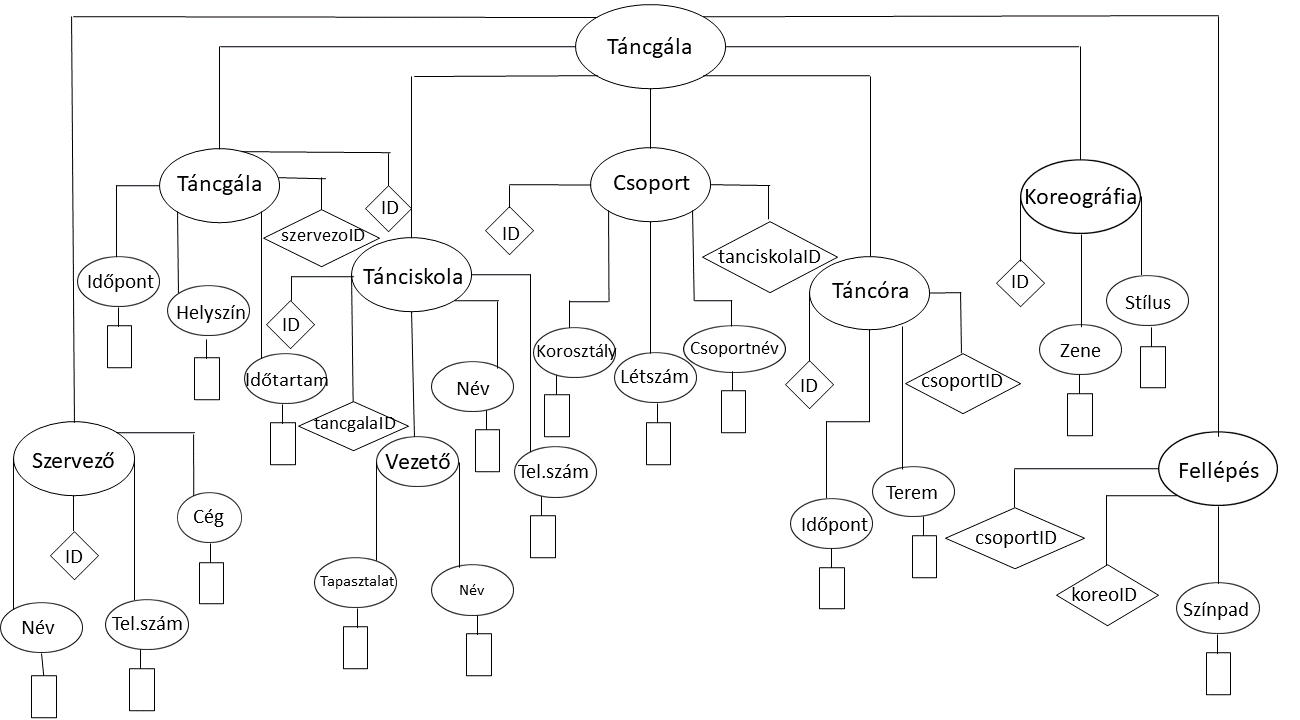 Táncgála
Táncgála
Csoport
Koreográfia
ID
szervezoID
ID
tanciskolaID
Tánciskola
Táncóra
Időpont
Helyszín
ID
ID
Stílus
Korosztály
Csoportnév
Zene
Időtartam
Létszám
Név
ID
csoportID
tancgalaID
Szervező
Vezető
Tel.szám
Fellépés
Terem
Cég
Időpont
csoportID
ID
Tapasztalat
Név
koreoID
Színpad
Név
Tel.szám